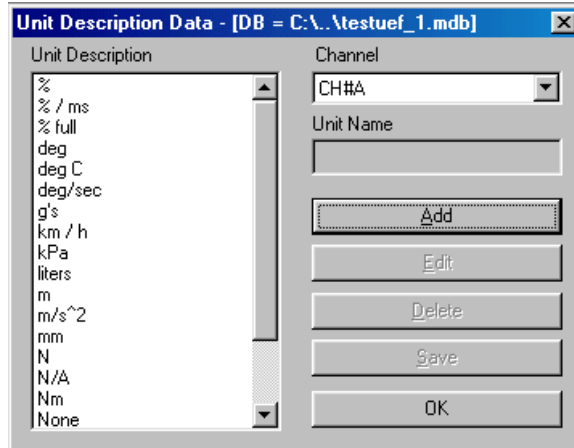 Unit Description Data - [DB = C:\..\testuef_1.mdb]
Unit Description
%
% / ms
% full
deg
deg C
deg/sec
g's
km / h
kPa
liters
m
m/s^2
mm
N
N/A
Nm
None
Channel
CH#A
Unit Name
Add
Edit
Delete
Save
OK